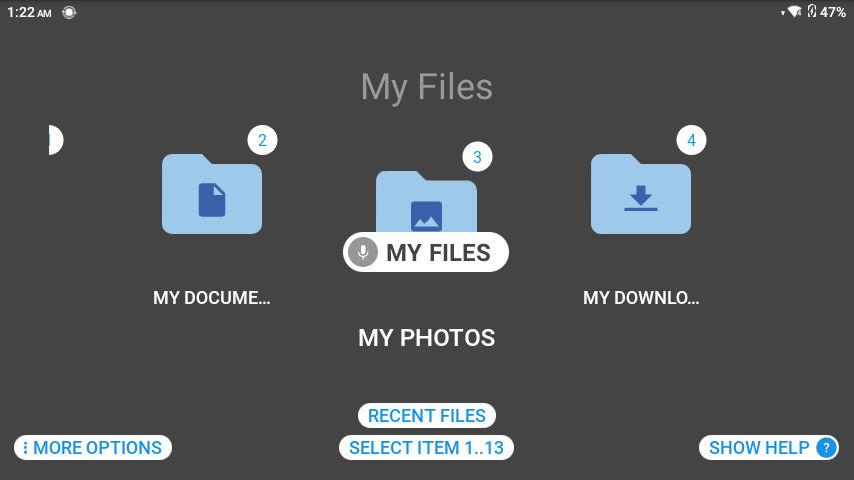 1:22 AM
47%
My Files
2
3
4
MY FILES
MY DOCUME...
MY DOWNLO...
MY PHOTOS
RECENT FILES
MORE OPTIONS
SELECT ITEM 1..13
SHOW HELP ?